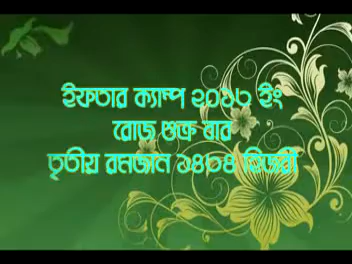 ইফতার ক্যাম্প ২০১৩ ইং
রোজ শুক্র বার
তৃতীয় রমজান ১৪৩৪ হিজরী